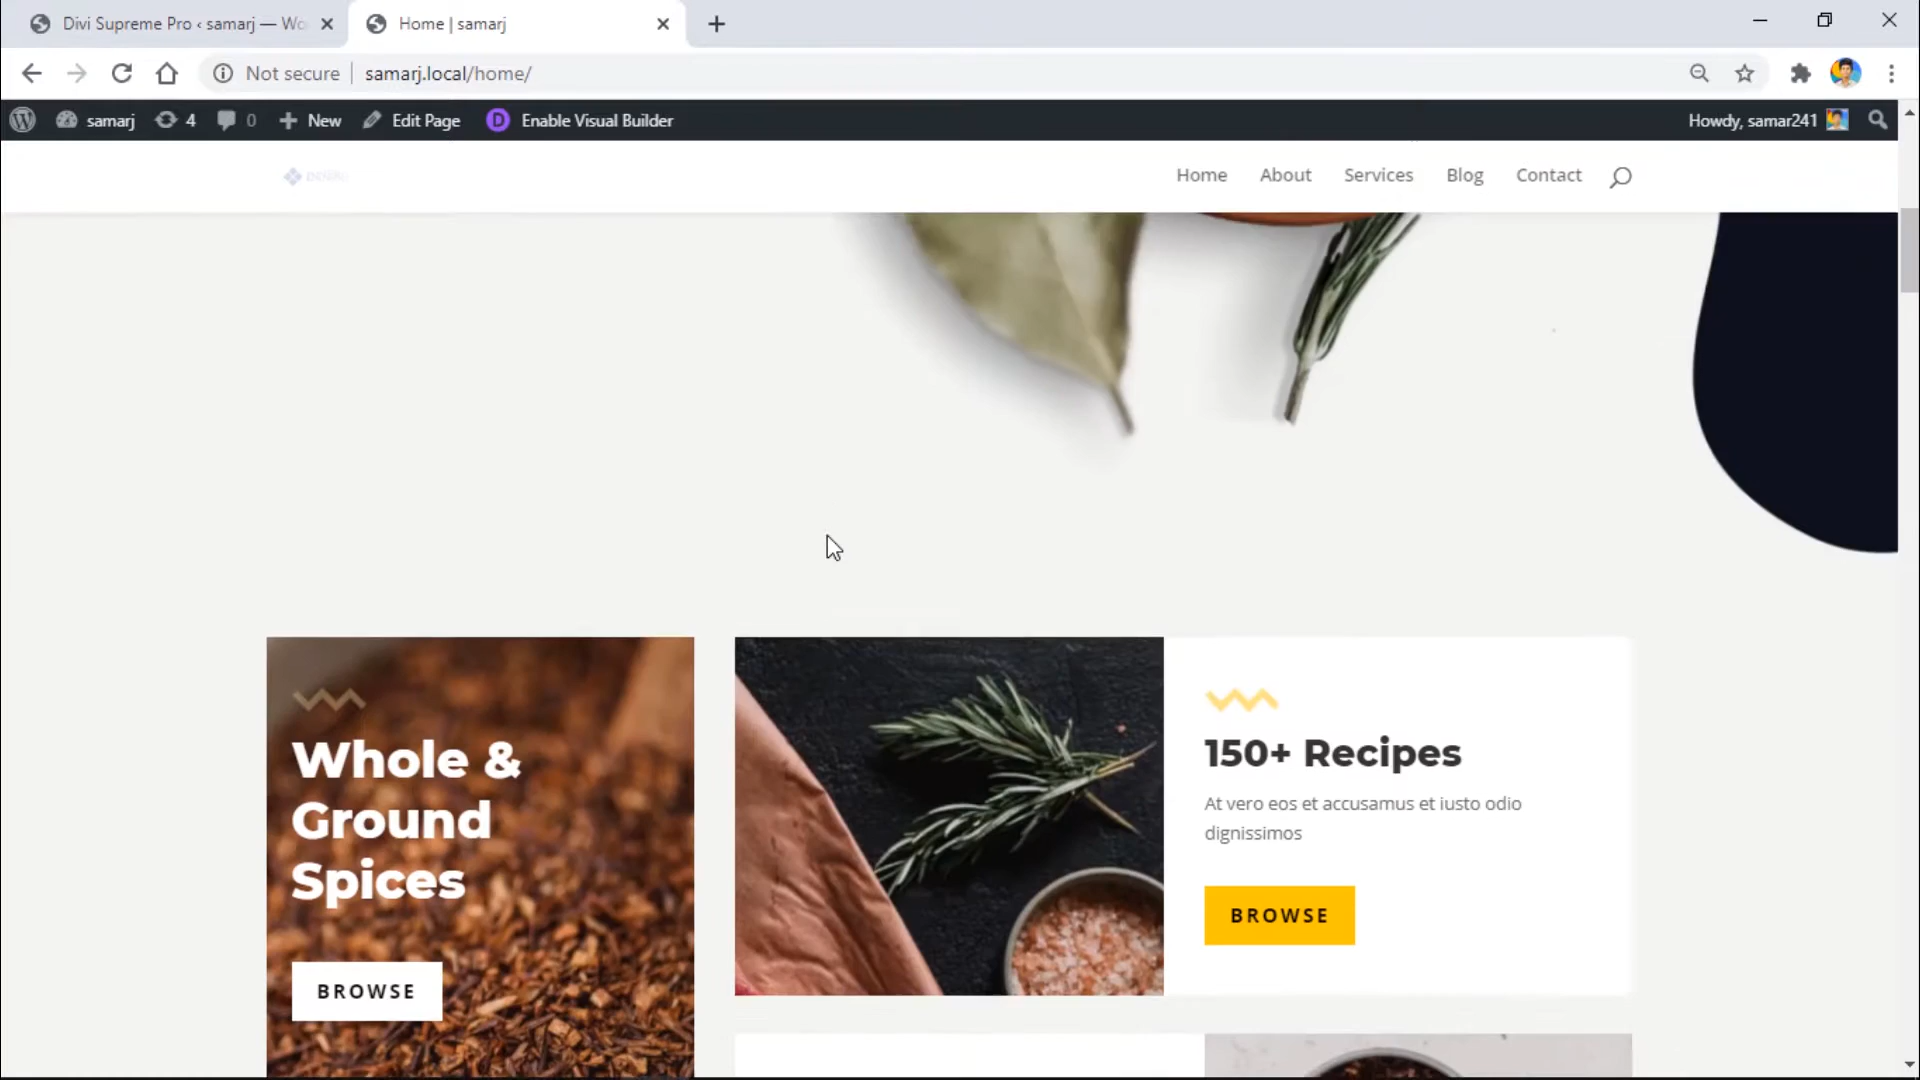 Divi Supreme Pro ‹ samarj — Wo
Home | samarj
Not secure
samarj.local/home/
samarj
4
0
New
Edit Page
D
Enable Visual Builder
Howdy, samar241
Home
About
Services
Blog
Contact
Whole &
Ground
Spices
BROWSE
150+ Recipes
At vero eos et accusamus et iusto odio
dignissimos
BROWSE